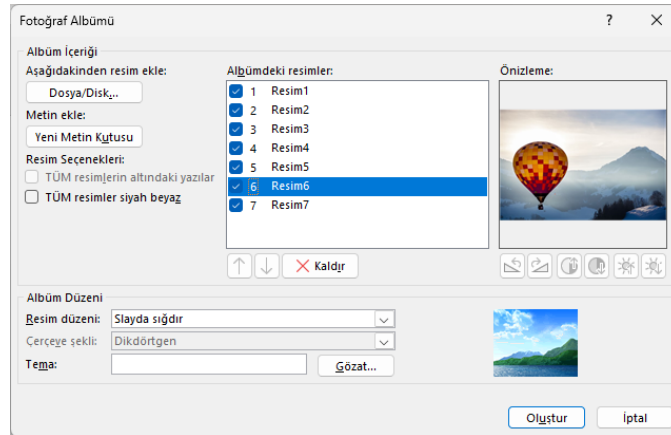 Fotoğraf Albümü
Albüm İçeriği
Aşağıdakinden resim ekle:
Dosya/Disk...
Metin ekle:
Yeni Metin Kutusu
Resim Seçenekleri:
TÜM resimlerin altındaki yazılar
TÜM resimler siyah beyaz
Albümdeki resimler:
1 Resim1
2 Resim2
3 Resim3
4 Resim4
5 Resim5
6 Resim6
7 Resim7
Kaldır
Önizleme:
Albüm Düzeni
Resim düzeni: Slayda sığdır
Çerçeve şekli: Dikdörtgen
Tema:
Gözat...
Oluştur
İptal